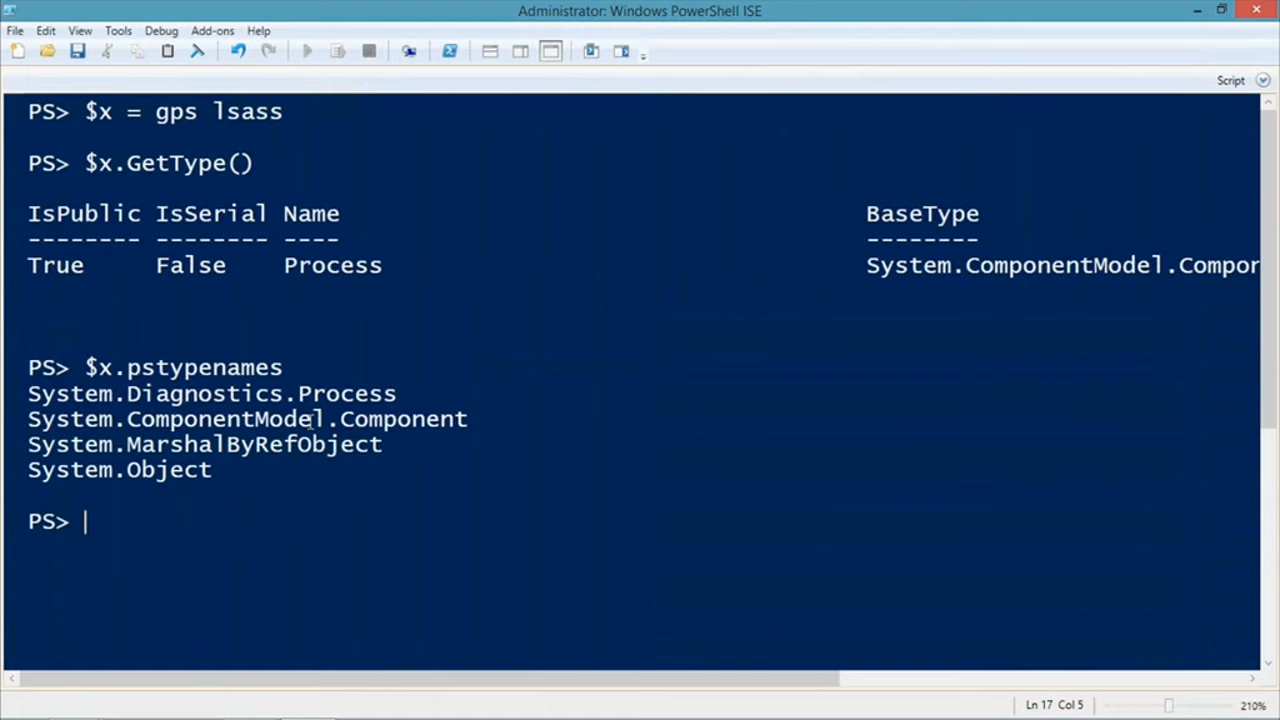 Administrator: Windows PowerShell ISE
File Edit View Tools Debug Add-ons Help
Script
PS> $x = gps lsass
PS> $x.GetType()
IsPublic IsSerial Name BaseType
-------- -------- ---- --------
True False Process System.ComponentModel.Compor
PS> $x.pstypenames
System.Diagnostics.Process
System.ComponentModel.Component
System.MarshalByRefObject
System.Object
PS>
Ln 17 Col 5 210%